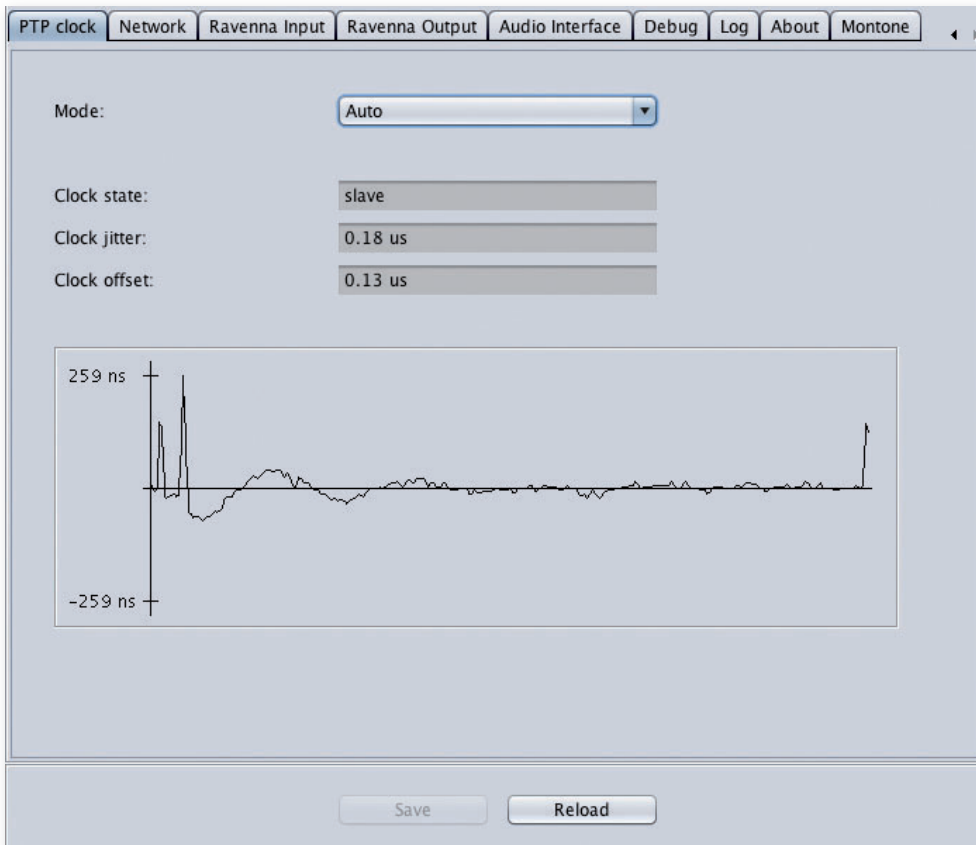 PTP clock Network Ravenna Input Ravenna Output Audio Interface Debug Log About Montone
Mode: Auto
Clock state: slave
Clock jitter: 0.18 us
Clock offset: 0.13 us
259 ns
-259 ns
Save Reload